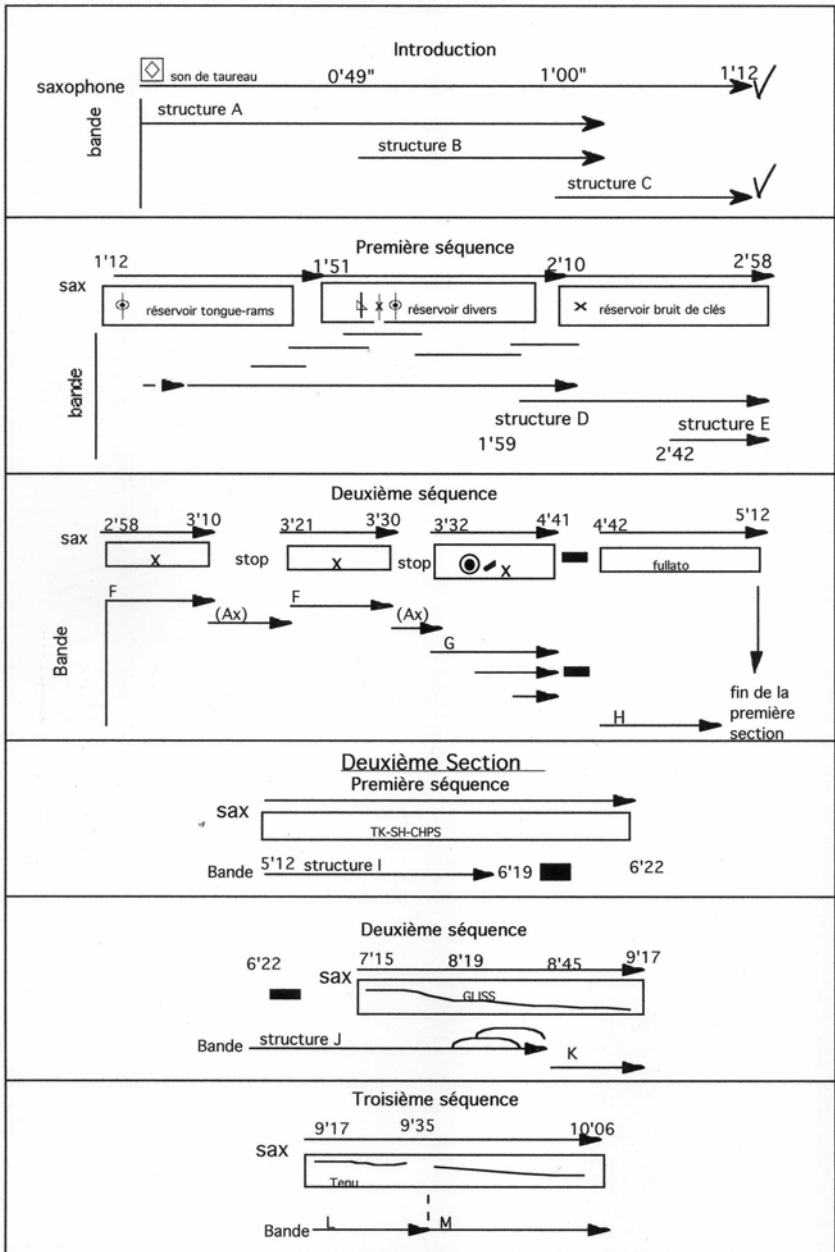 Introduction
son de taureau 0'49" 1'00" 1'12
saxophone
bande
structure A
structure B
structure C
Première séquence
1'12 1'51 2'10 2'58
sax
réservoir tongue-rams réservoir divers réservoir bruit de clés
bande
structure D
structure E
1'59
2'42
Deuxième séquence
2'58 3'10 3'21 3'30 3'32 4'41 4'42 5'12
sax
x stop x stop x fullato
Bande
F (Ax) F (Ax)
G
H
fin de la
première
section
Deuxième Section
Première séquence
sax
TK-SH-CHPS
Bande 5'12 structure I 6'19 6'22
Deuxième séquence
6'22 7'15 8'19 8'45 9'17
sax
GLISS
Bande structure J K
Troisième séquence
9'17 9'35 10'06
sax
Tenu
Bande L M